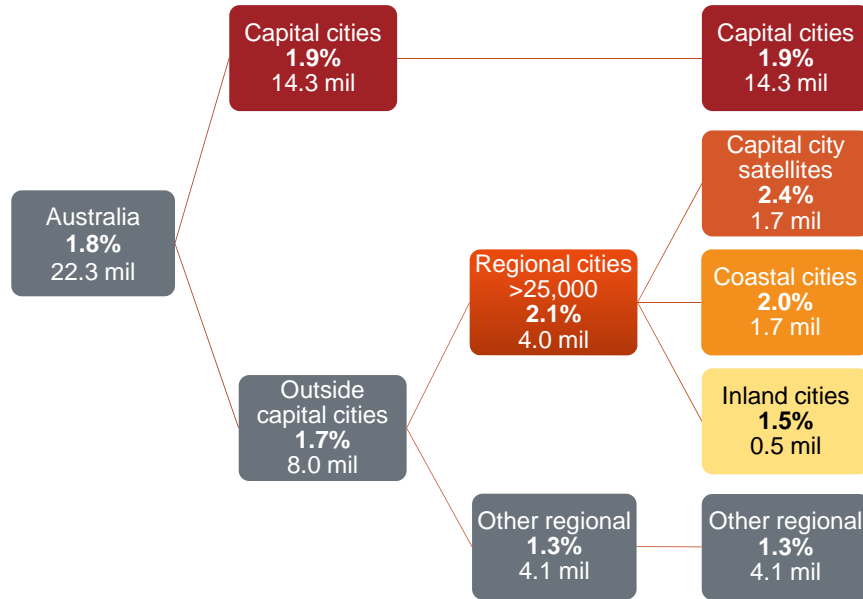 Capital cities
1.9%
14.3 mil
Capital cities
1.9%
14.3 mil
Capital city
satellites
2.4%
1.7 mil
Australia
1.8%
22.3 mil
Regional cities
>25,000
2.1%
4.0 mil
Coastal cities
2.0%
1.7 mil
Outside
capital cities
1.7%
8.0 mil
Inland cities
1.5%
0.5 mil
Other regional
1.3%
4.1 mil
Other regional
1.3%
4.1 mil